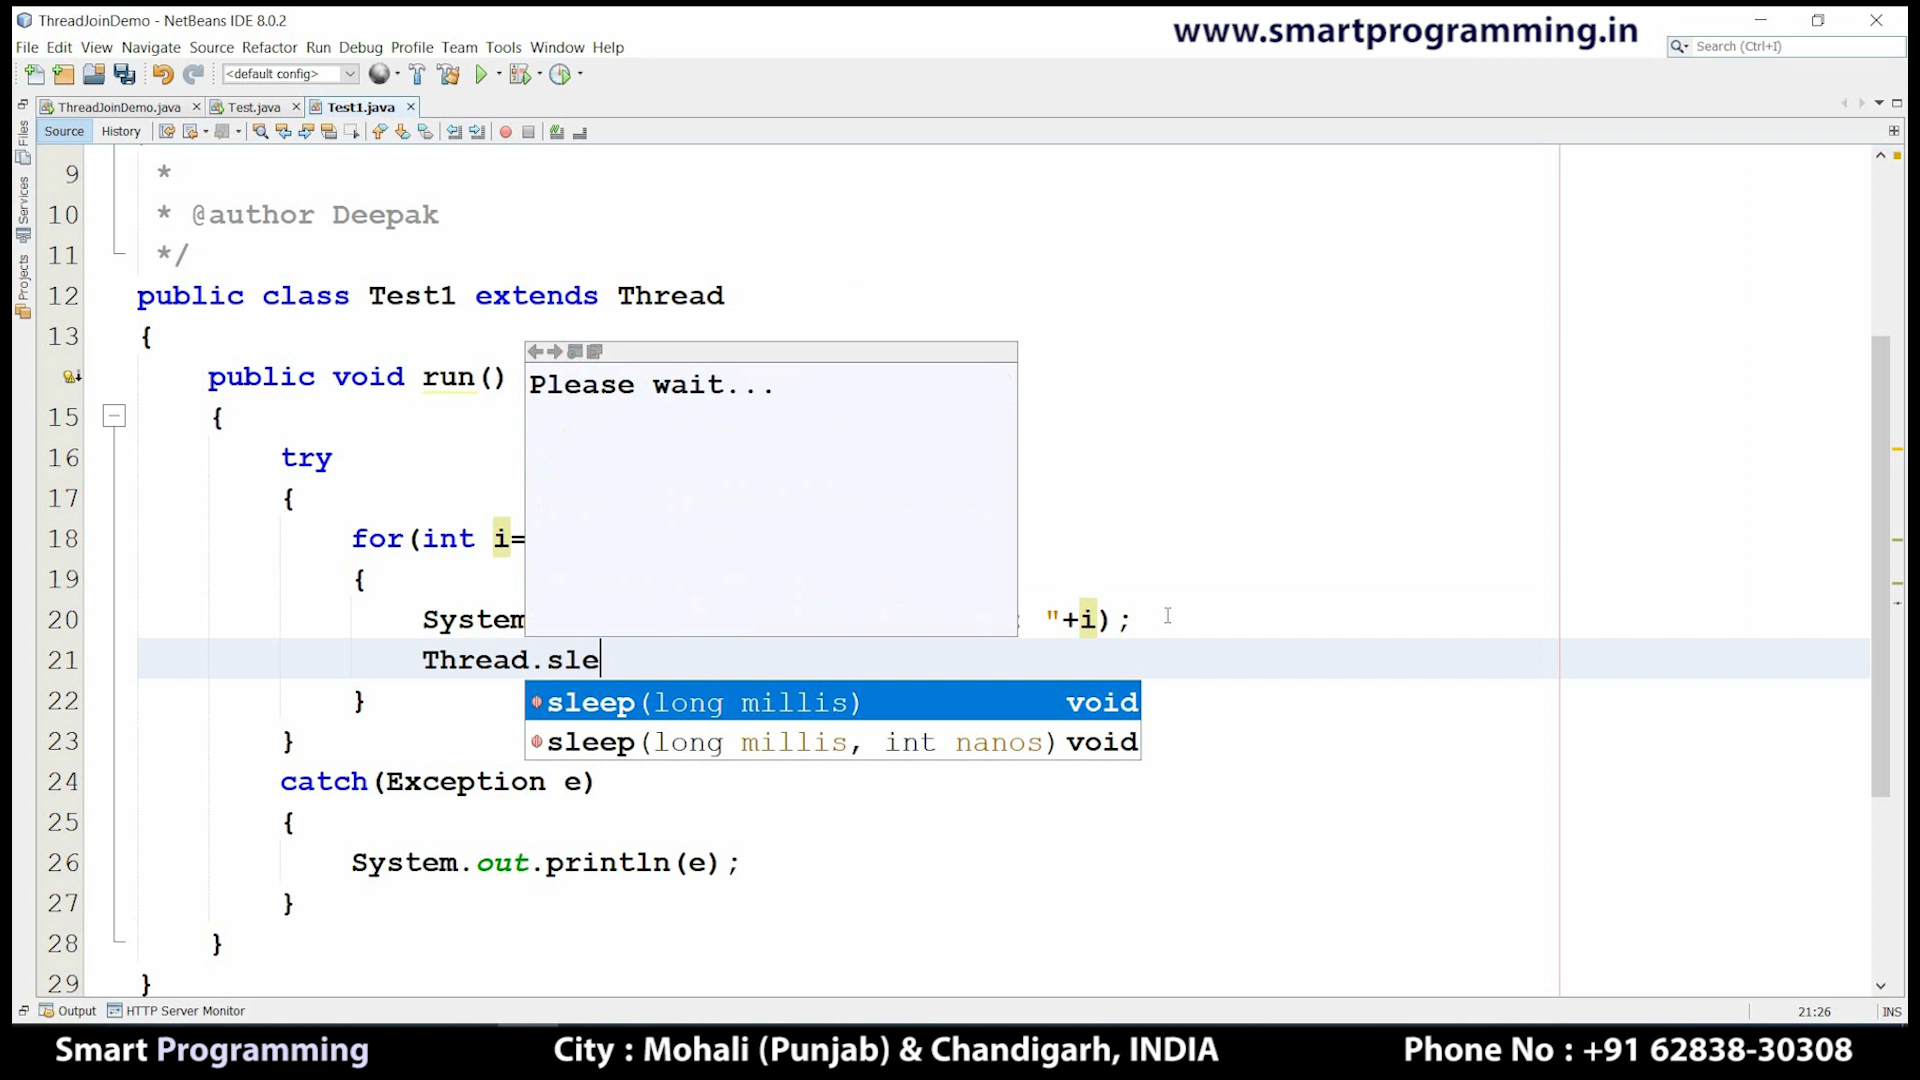 ThreadJoinDemo - NetBeans IDE 8.0.2
www.smartprogramming.in
File Edit View Navigate Source Refactor Run Debug Profile Team Tools Window Help
Search (Ctrl+I)
<default config>
ThreadJoinDemo.java Test.java Test1.java
Source History
Files
Services
Projects
9 *
10 * @author Deepak
11 */
12 public class Test1 extends Thread
13 {
public void run()
15 {
16 try
17 {
18 for(int i=
19 {
20 System "+i);
21 Thread.sle
22 }
23 }
24 catch(Exception e)
25 {
26 System.out.println(e);
27 }
28 }
29 }
Please wait...
sleep(long millis) void
sleep(long millis, int nanos) void
Output HTTP Server Monitor
21:26 INS
Smart Programming City : Mohali (Punjab) & Chandigarh, INDIA Phone No : +91 62838-30308